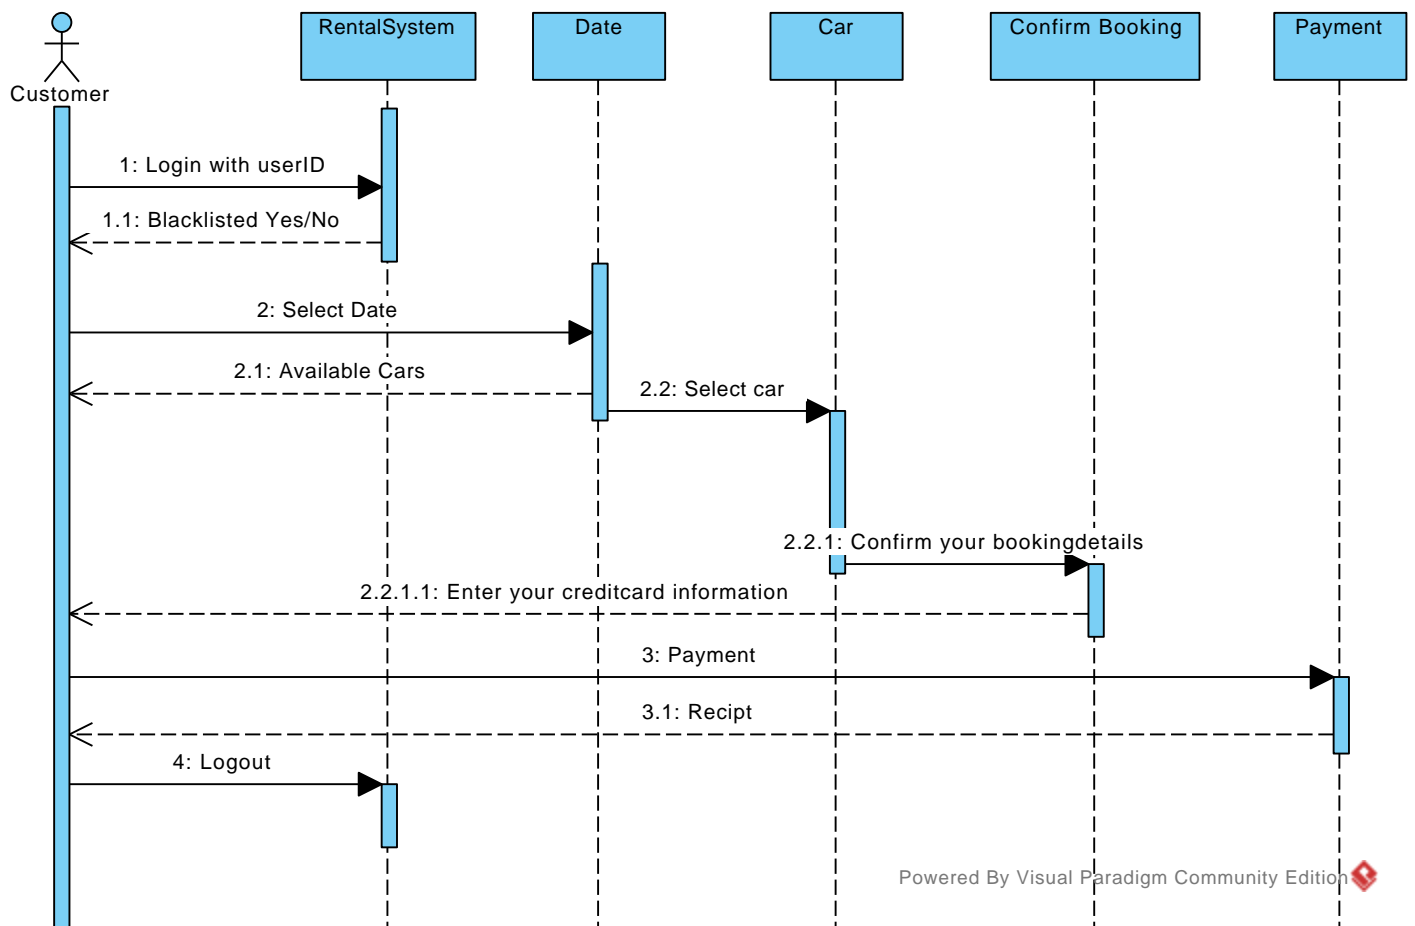 RentalSystem
Date
Car
Confirm Booking
Payment
Customer
1: Login with userID
1.1: Blacklisted Yes/No
2: Select Date
2.1: Available Cars
2.2: Select car
2.2.1: Confirm your bookingdetails
2.2.1.1: Enter your creditcard information
3: Payment
3.1: Recipt
4: Logout
Powered By Visual Paradigm Community Edition